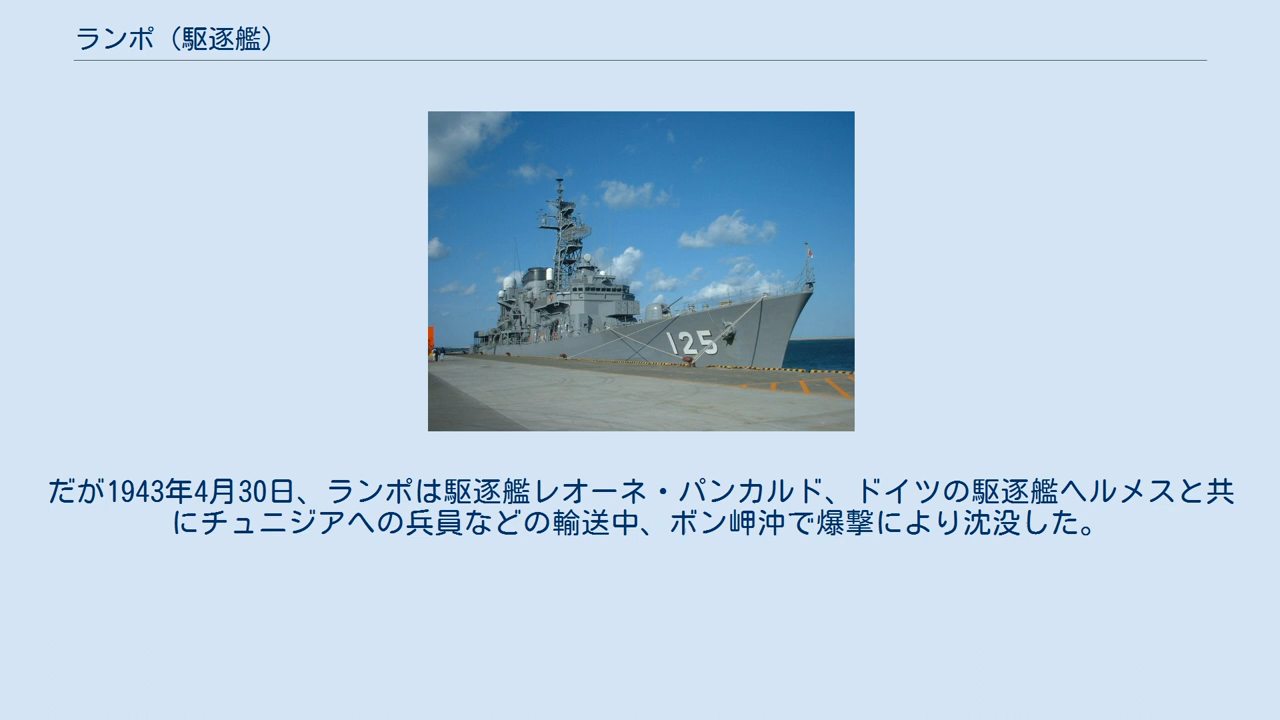 ランポ（駆逐艦）
125
だが1943年4月30日、ランポは駆逐艦レオーネ・パンカルド、ドイツの駆逐艦ヘルメスと共
にチュニジアへの兵員などの輸送中、ボン岬沖で爆撃により沈没した。